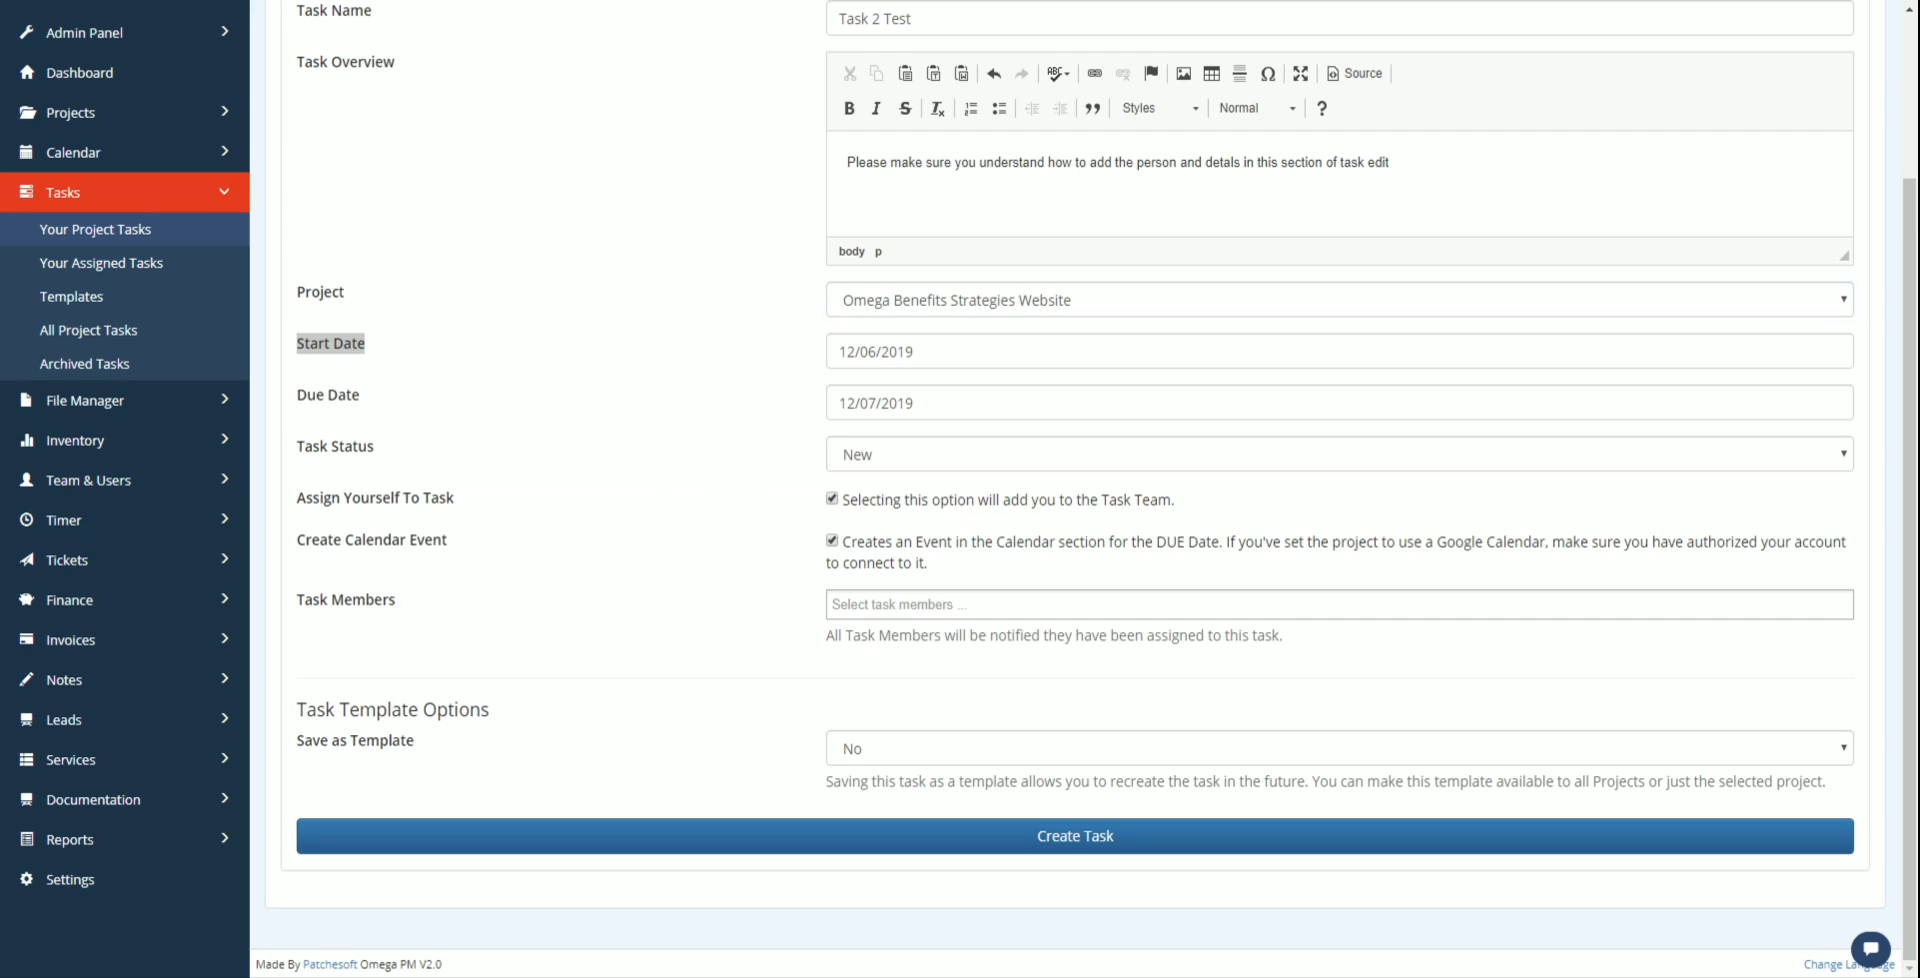 Admin Panel
Dashboard
Projects
Calendar
Tasks
Your Project Tasks
Your Assigned Tasks
Templates
All Project Tasks
Archived Tasks
File Manager
Inventory
Team & Users
Timer
Tickets
Finance
Invoices
Notes
Leads
Services
Documentation
Reports
Settings
Task Name
Task 2 Test
Task Overview
ABC
Source
B I S Tx
Styles
Normal
?
Please make sure you understand how to add the person and detals in this section of task edit
body p
Project
Omega Benefits Strategies Website
Start Date
12/06/2019
Due Date
12/07/2019
Task Status
New
Assign Yourself To Task
Selecting this option will add you to the Task Team.
Create Calendar Event
Creates an Event in the Calendar section for the DUE Date. If you've set the project to use a Google Calendar, make sure you have authorized your account
to connect to it.
Task Members
Select task members ...
All Task Members will be notified they have been assigned to this task.
Task Template Options
Save as Template
No
Saving this task as a template allows you to recreate the task in the future. You can make this template available to all Projects or just the selected project.
Create Task
Made By Patchesoft Omega PM V2.0
Change Language